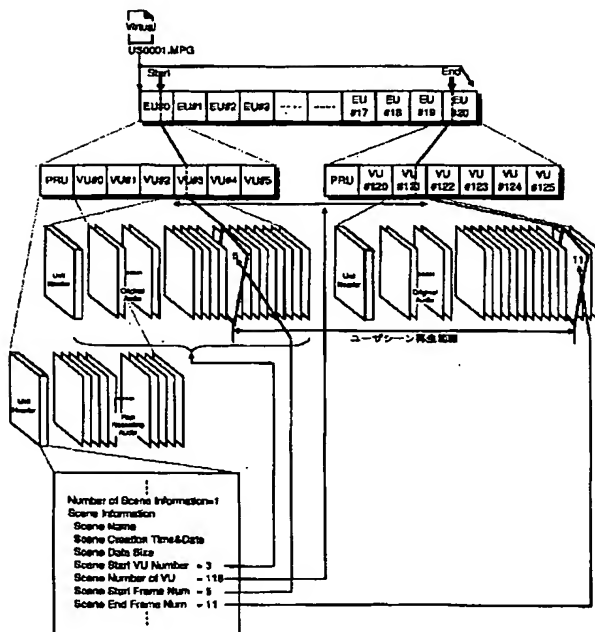 Virtual
US0001.MPG
Start
End
EU#0 EU#1 EU#2 EU#3 ----- ----- EU #17 EU #18 EU #19 EU #20
PRU VU#0 VU#1 VU#2 VU#3 VU#4 VU#5
PRU VU #120 VU #121 VU #122 VU #123 VU #124 VU #125
Unit Header
Original Audio
5
Unit Header
Original Audio
11
ユーザシーン再生範囲
Unit Header
Post Recording Audio
Number of Scene Information=1
Scene Information
Scene Name
Scene Creation Time&Date
Scene Data Size
Scene Start VU Number = 3
Scene Number of VU = 118
Scene Start Frame Num = 5
Scene End Frame Num = 11